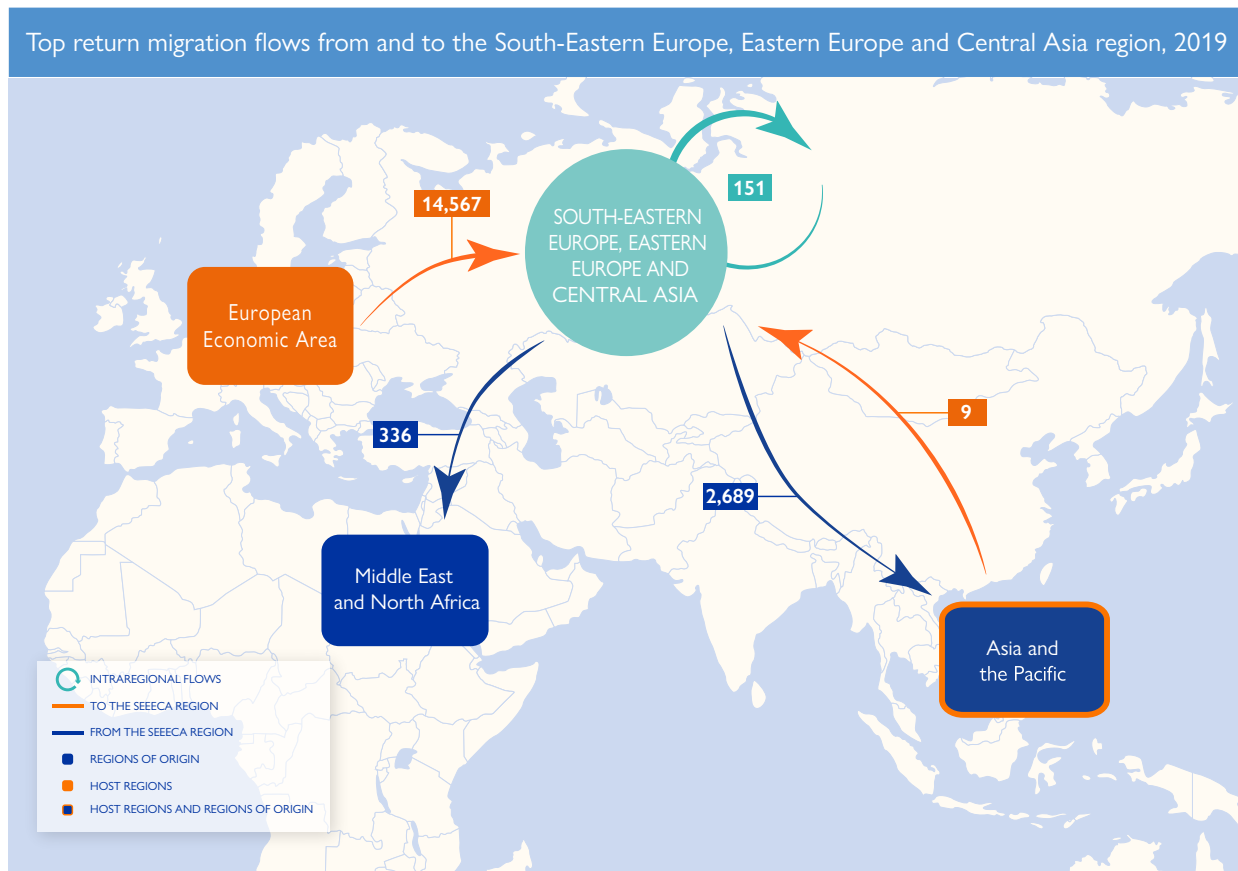 Top return migration flows from and to the South-Eastern Europe, Eastern Europe and Central Asia region, 2019
151
14,567
SOUTH-EASTERN
EUROPE, EASTERN
EUROPE AND
CENTRAL ASIA
European
Economic Area
9
336
2,689
Middle East
and North Africa
Asia and
the Pacific
INTRAREGIONAL FLOWS
TO THE SEEECA REGION
FROM THE SEEECA REGION
REGIONS OF ORIGIN
HOST REGIONS
HOST REGIONS AND REGIONS OF ORIGIN